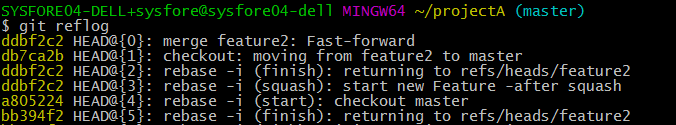 SYSFORE04-DELL+sysfore@sysfore04-dell MINGW64 ~/projectA (master)
$ git reflog
ddbf2c2 HEAD@{0}: merge feature2: Fast-forward
db7ca2b HEAD@{1}: checkout: moving from feature2 to master
ddbf2c2 HEAD@{2}: rebase -i (finish): returning to refs/heads/feature2
ddbf2c2 HEAD@{3}: rebase -i (squash): start new Feature -after squash
a805224 HEAD@{4}: rebase -i (start): checkout master
bb394f2 HEAD@{5}: rebase -i (finish): returning to refs/heads/feature2